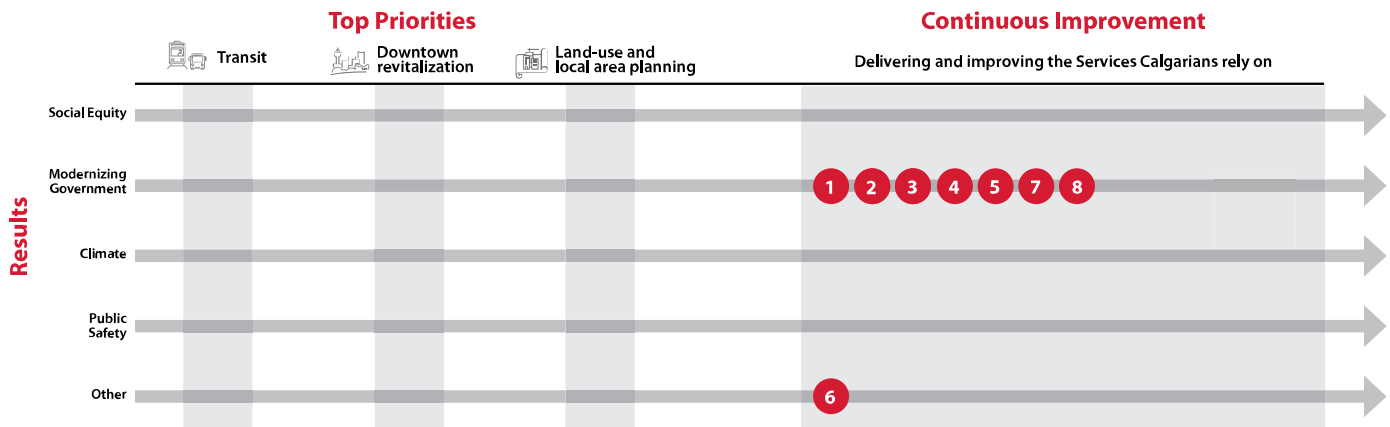 Top Priorities
Continuous Improvement
Transit
Downtown
revitalization
Land-use and
local area planning
Delivering and improving the Services Calgarians rely on
Results
Social Equity
Modernizing
Government
1 2 3 4 5 7 8
Climate
Public
Safety
Other
6